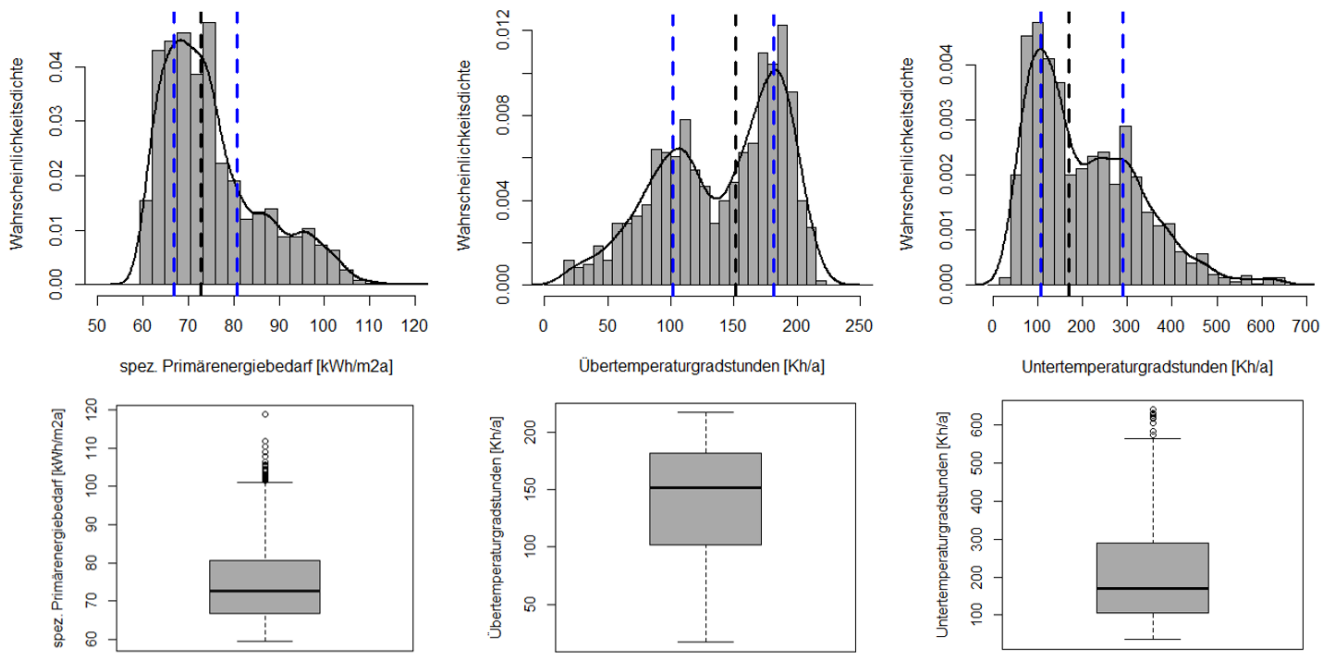 Wahrscheinlichkeitsdichte
0.00 0.01 0.02 0.03 0.04
50 60 70 80 90 100 110 120
spez. Primärenergiebedarf [kWh/m2a]
Wahrscheinlichkeitsdichte
0.000 0.004 0.008 0.012
0 50 100 150 200 250
Übertemperaturgradstunden [Kh/a]
Wahrscheinlichkeitsdichte
0.000 0.001 0.002 0.003 0.004
0 100 200 300 400 500 600 700
Untertemperaturgradstunden [Kh/a]
spez. Primärenergiebedarf [kWh/m2a]
60 70 80 90 100 110 120
Übertemperaturgradstunden [Kh/a]
50 100 150 200
Untertemperaturgradstunden [Kh/a]
100 200 300 400 500 600